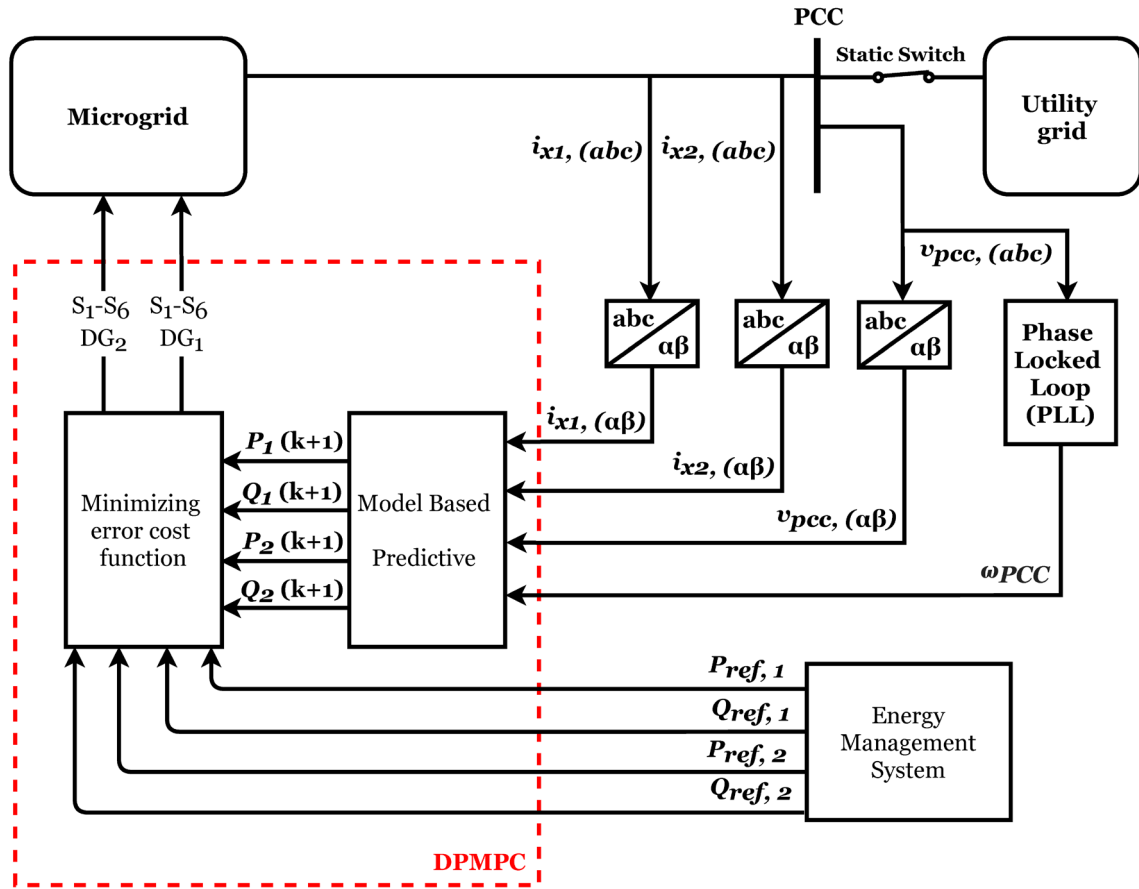 PCC
Static Switch
Microgrid
Utility
grid
ix1, (abc)
ix2, (abc)
vpcc, (abc)
S1-S6
DG2
S1-S6
DG1
abc
αβ
abc
αβ
abc
αβ
Phase
Locked
Loop
(PLL)
ix1, (αβ)
ix2, (αβ)
vpcc, (αβ)
ωPCC
P1 (k+1)
Q1 (k+1)
P2 (k+1)
Q2 (k+1)
Minimizing
error cost
function
Model Based
Predictive
Pref, 1
Qref, 1
Pref, 2
Qref, 2
Energy
Management
System
DPMPC